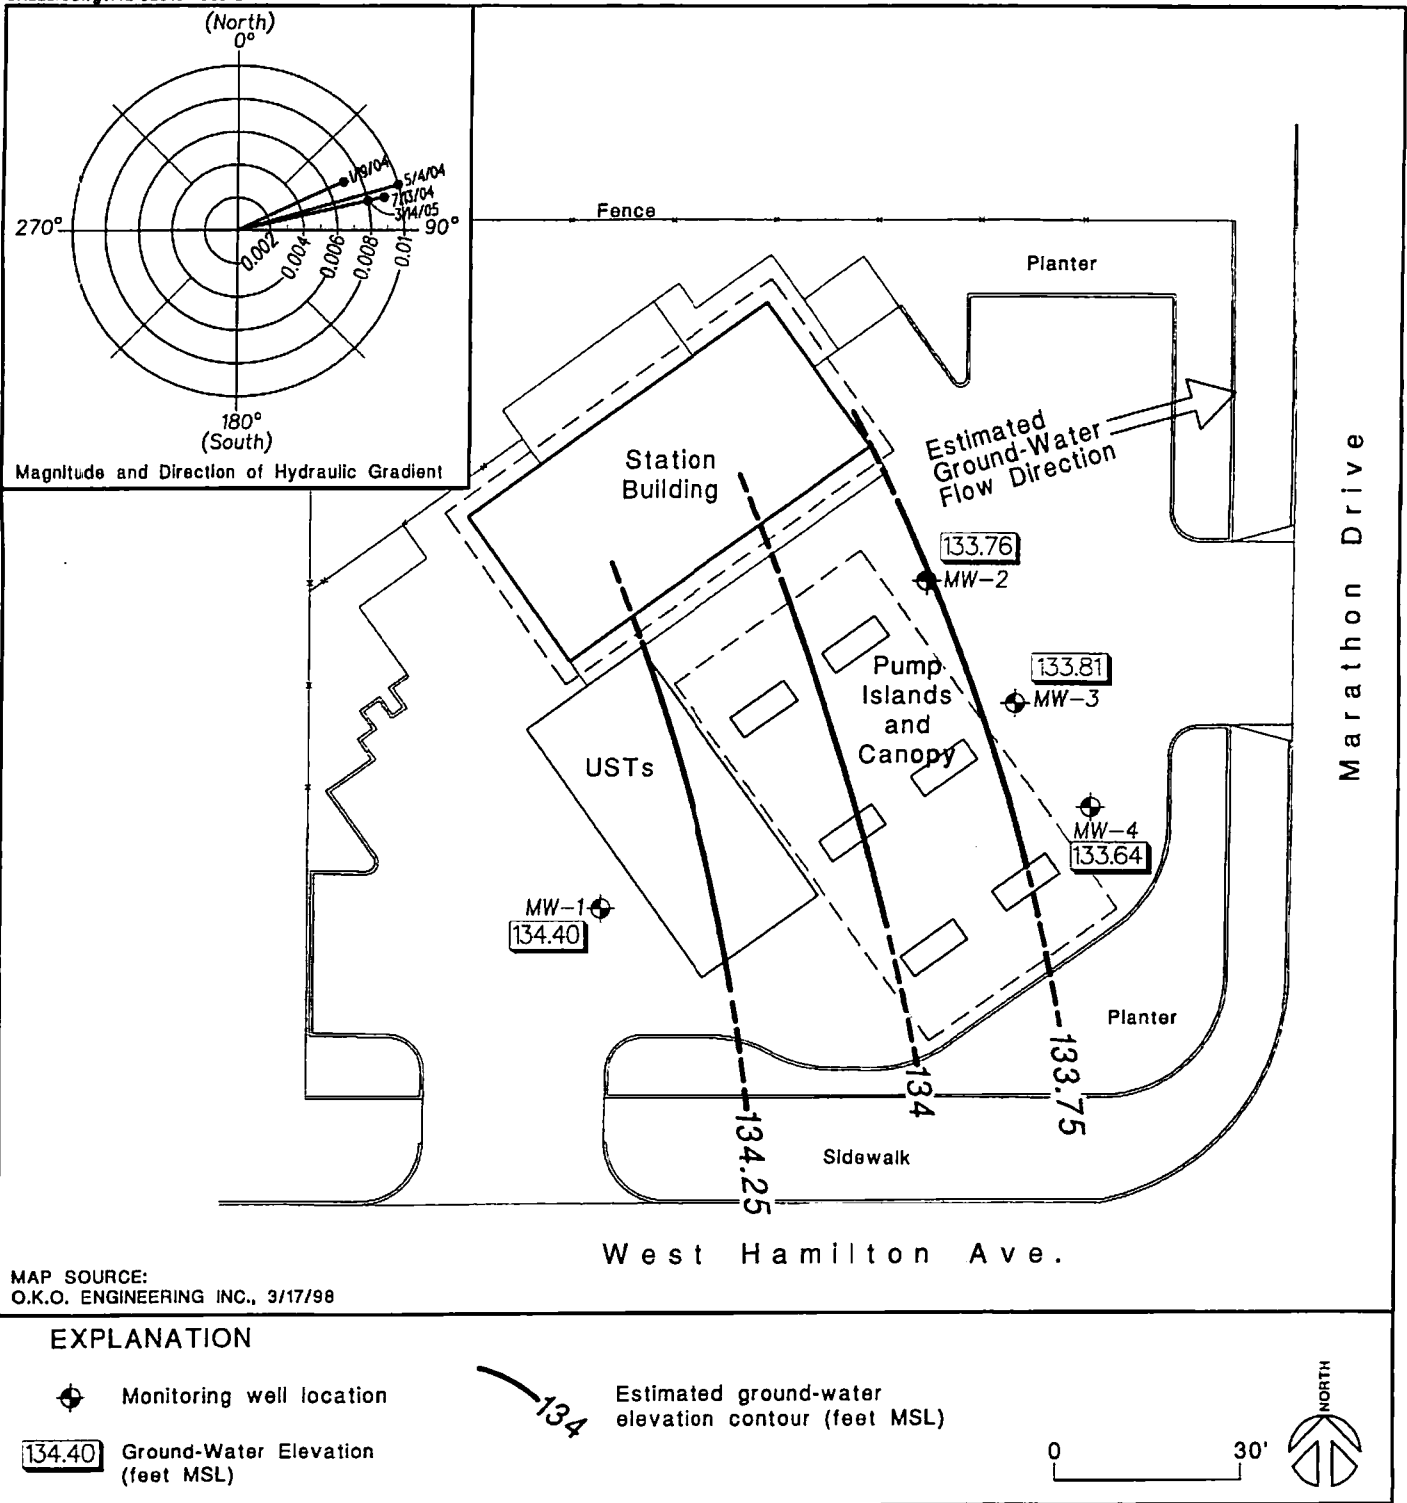 (North)
0°
270°
90°
1/9/04
5/4/04
7/13/04
3/14/05
0.002
0.004
0.006
0.008
0.01
180°
(South)
Magnitude and Direction of Hydraulic Gradient
Fence
Planter
Estimated
Ground-Water
Flow Direction
Station
Building
133.76
MW-2
133.81
MW-3
Pump
Islands
and
Canopy
USTs
MW-4
133.64
MW-1
134.40
Marathon Drive
Planter
134.25
134
133.75
Sidewalk
West Hamilton Ave.
MAP SOURCE:
O.K.O. ENGINEERING INC., 3/17/98
EXPLANATION
Monitoring well location
134.40
Ground-Water Elevation
(feet MSL)
134
Estimated ground-water
elevation contour (feet MSL)
0 30'
NORTH